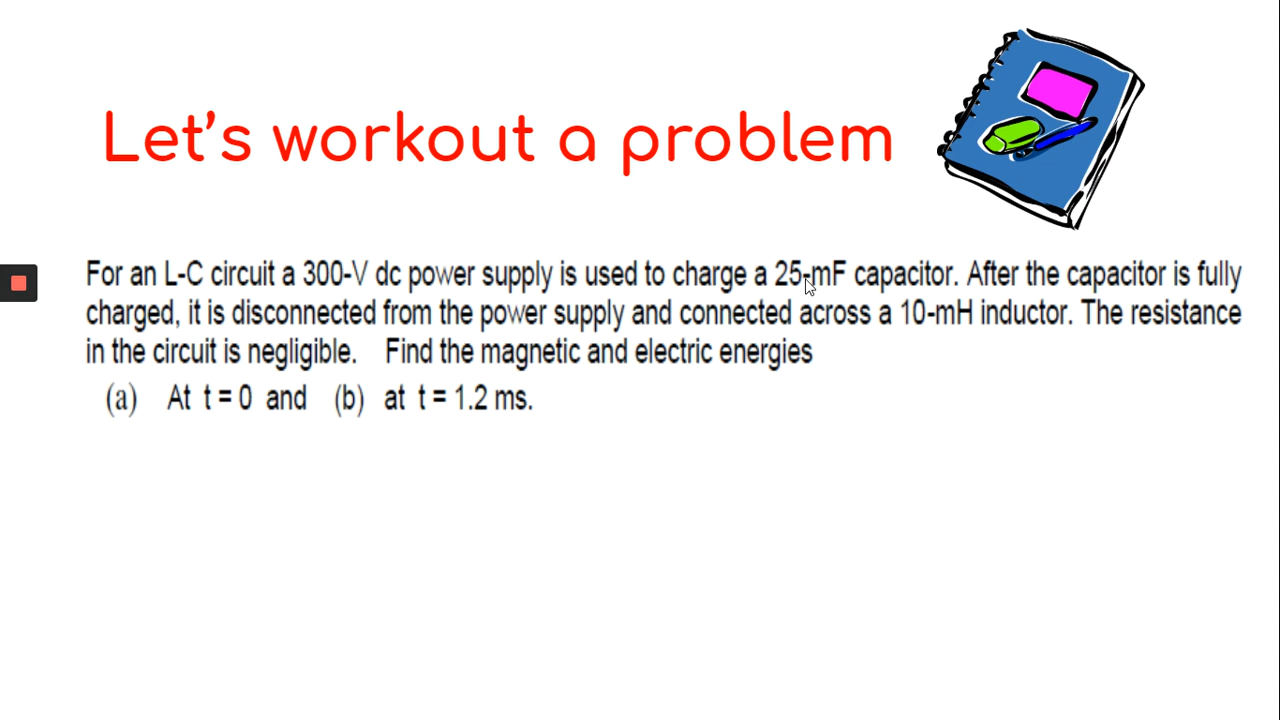 Let’s workout a problem
For an L-C circuit a 300-V dc power supply is used to charge a 25-mF capacitor. After the capacitor is fully
charged, it is disconnected from the power supply and connected across a 10-mH inductor. The resistance
in the circuit is negligible. Find the magnetic and electric energies
(a) At t = 0 and (b) at t = 1.2 ms.